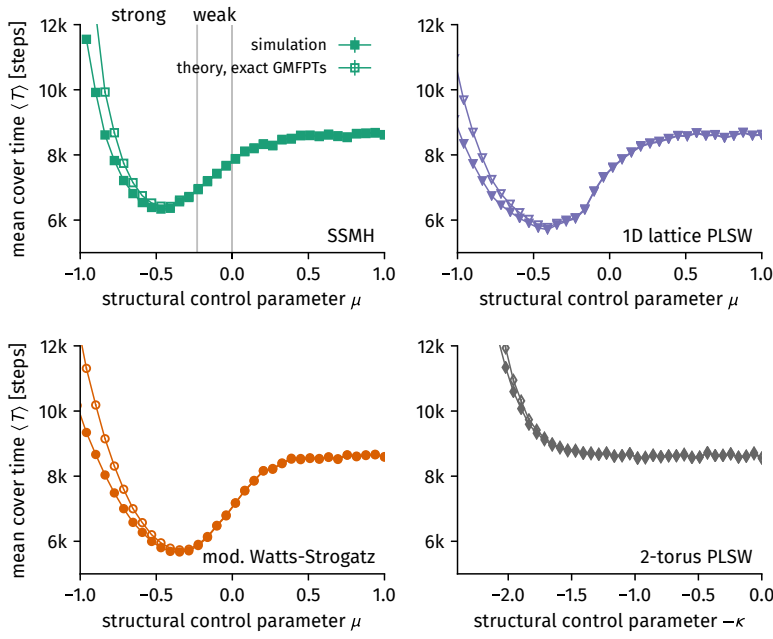 strong weak
simulation
theory, exact GMFPTs
mean cover time ⟨T⟩ [steps]
12k
10k
8k
6k
SSMH
−1.0 −0.5 0.0 0.5 1.0
structural control parameter μ
12k
10k
8k
6k
1D lattice PLSW
−1.0 −0.5 0.0 0.5 1.0
structural control parameter μ
mean cover time ⟨T⟩ [steps]
12k
10k
8k
6k
mod. Watts-Strogatz
−1.0 −0.5 0.0 0.5 1.0
structural control parameter μ
12k
10k
8k
6k
2-torus PLSW
−2.0 −1.5 −1.0 −0.5 0.0
structural control parameter −κ